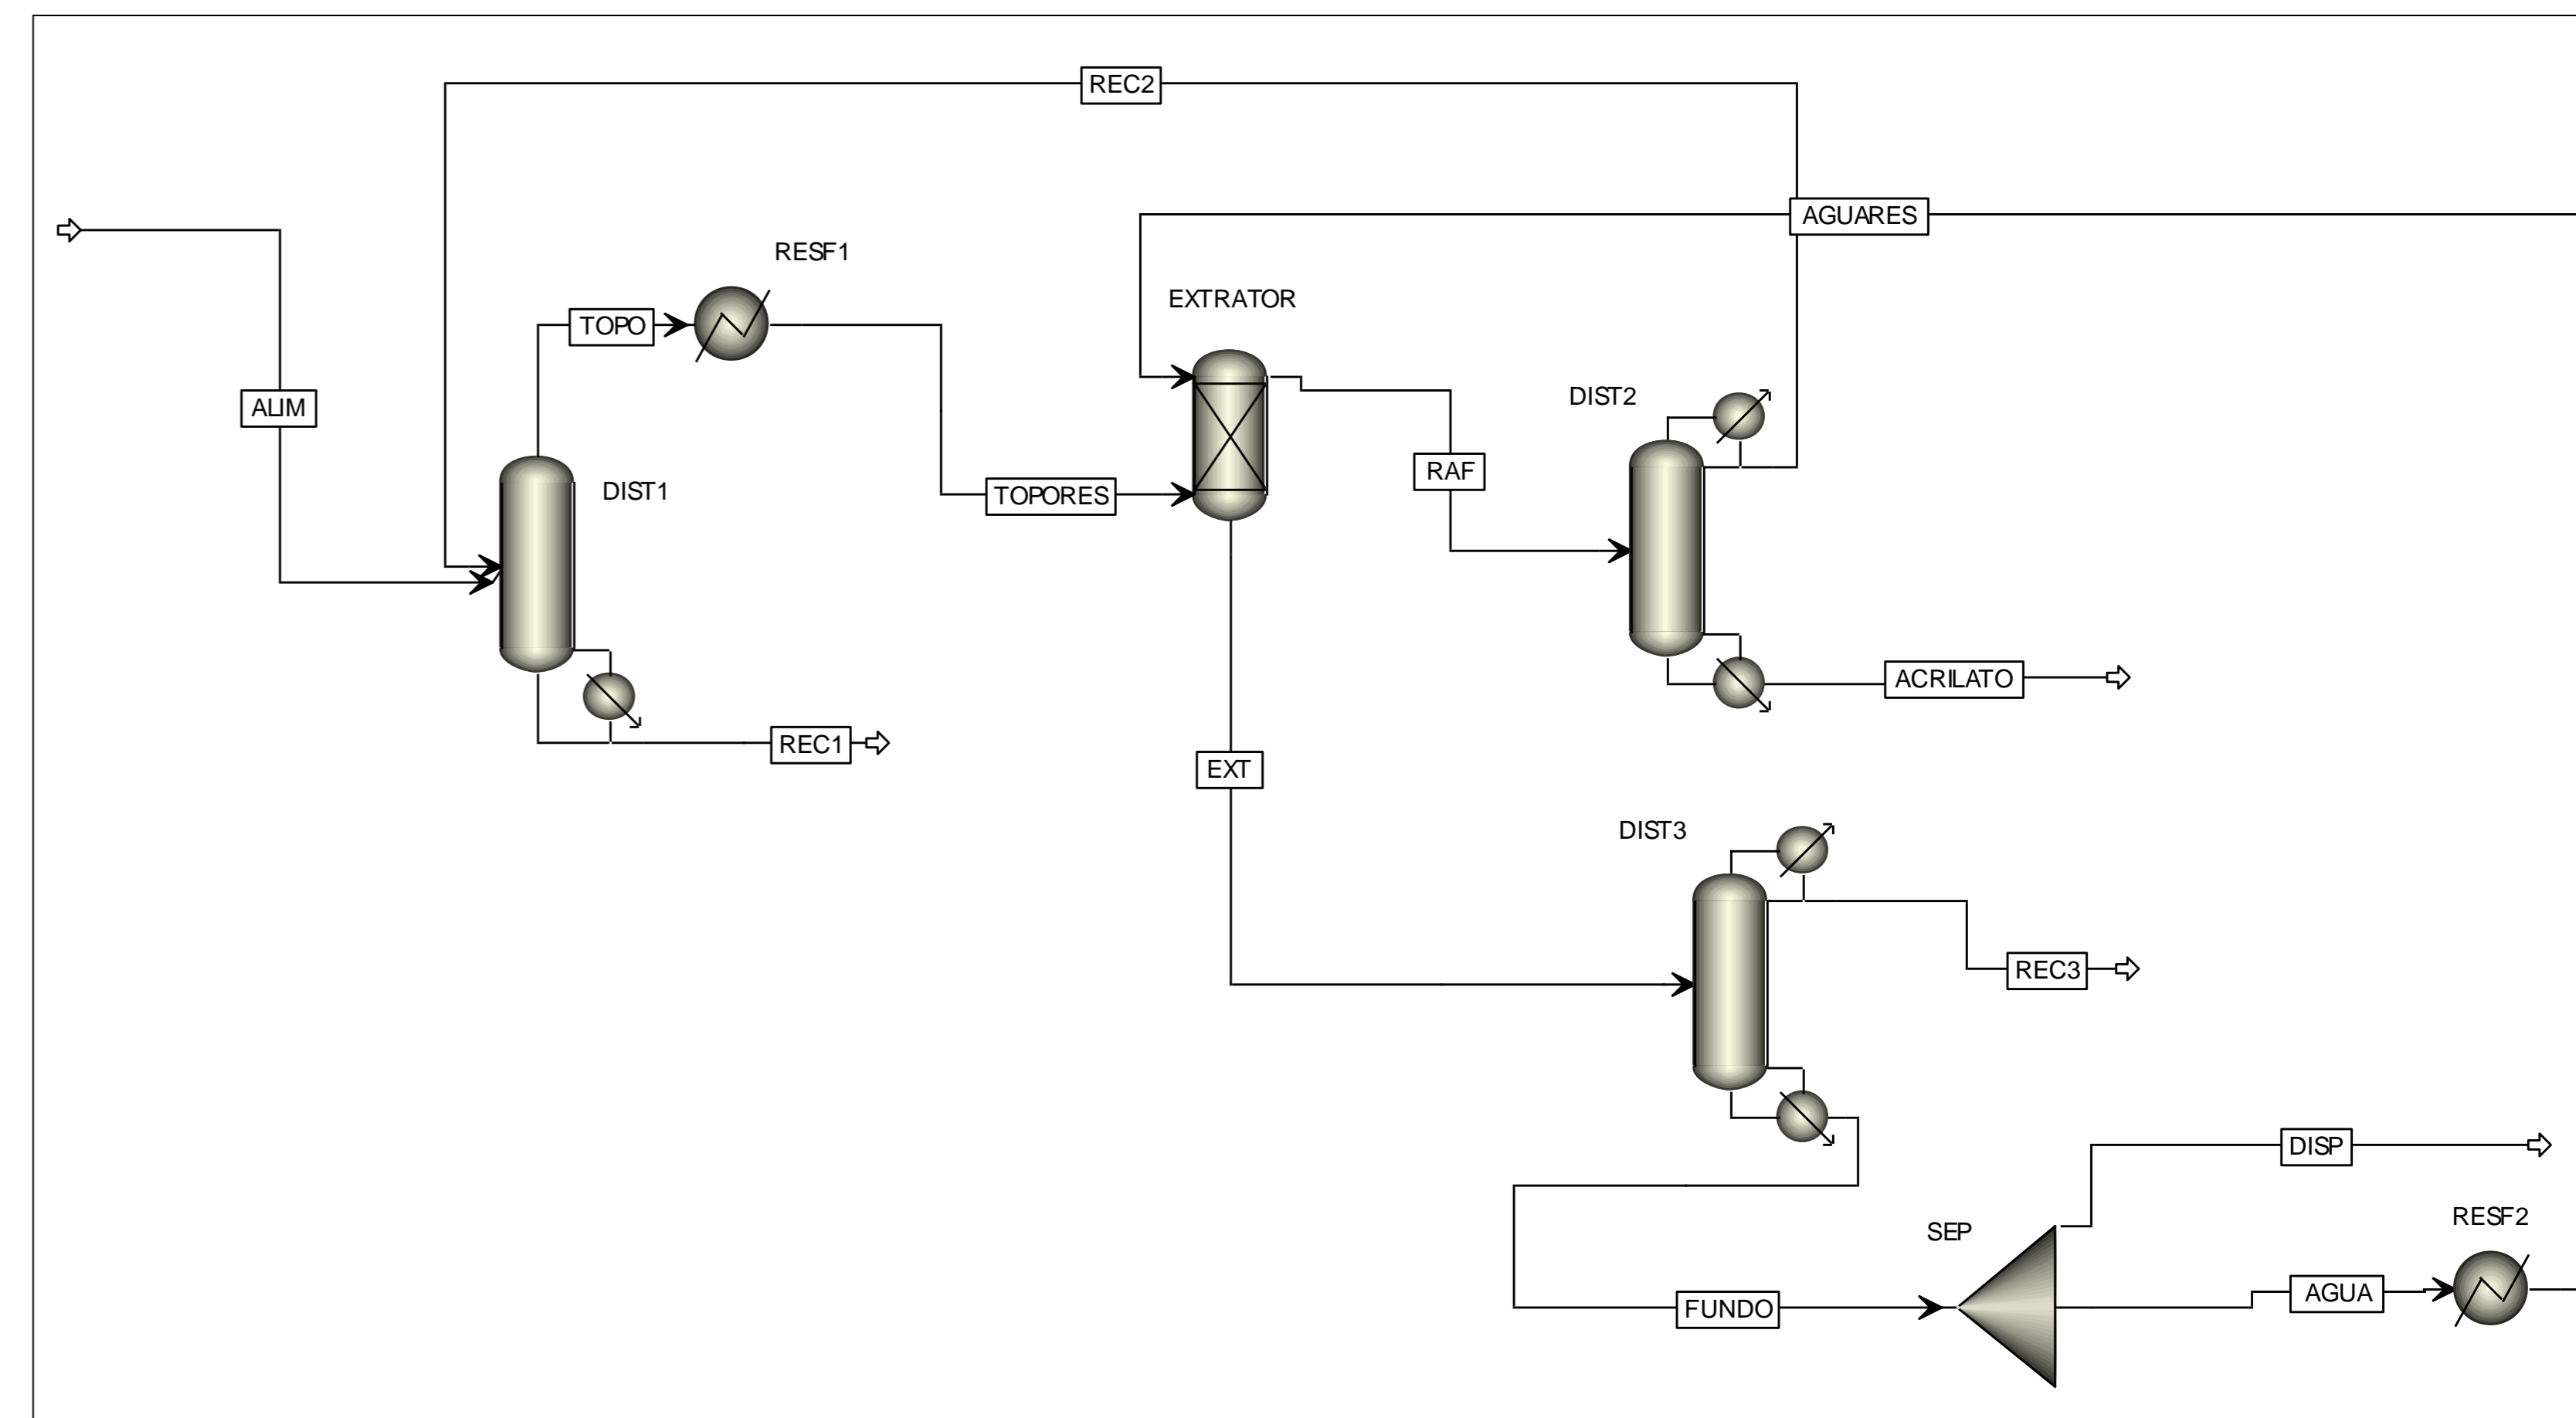 REC2
AGUARES
RESF1
EXTRATOR
TOPO
DIST2
ALIM
RAF
DIST1
TOPORES
ACRILATO
REC1
EXT
DIST3
REC3
DISP
RESF2
SEP
AGUA
FUNDO